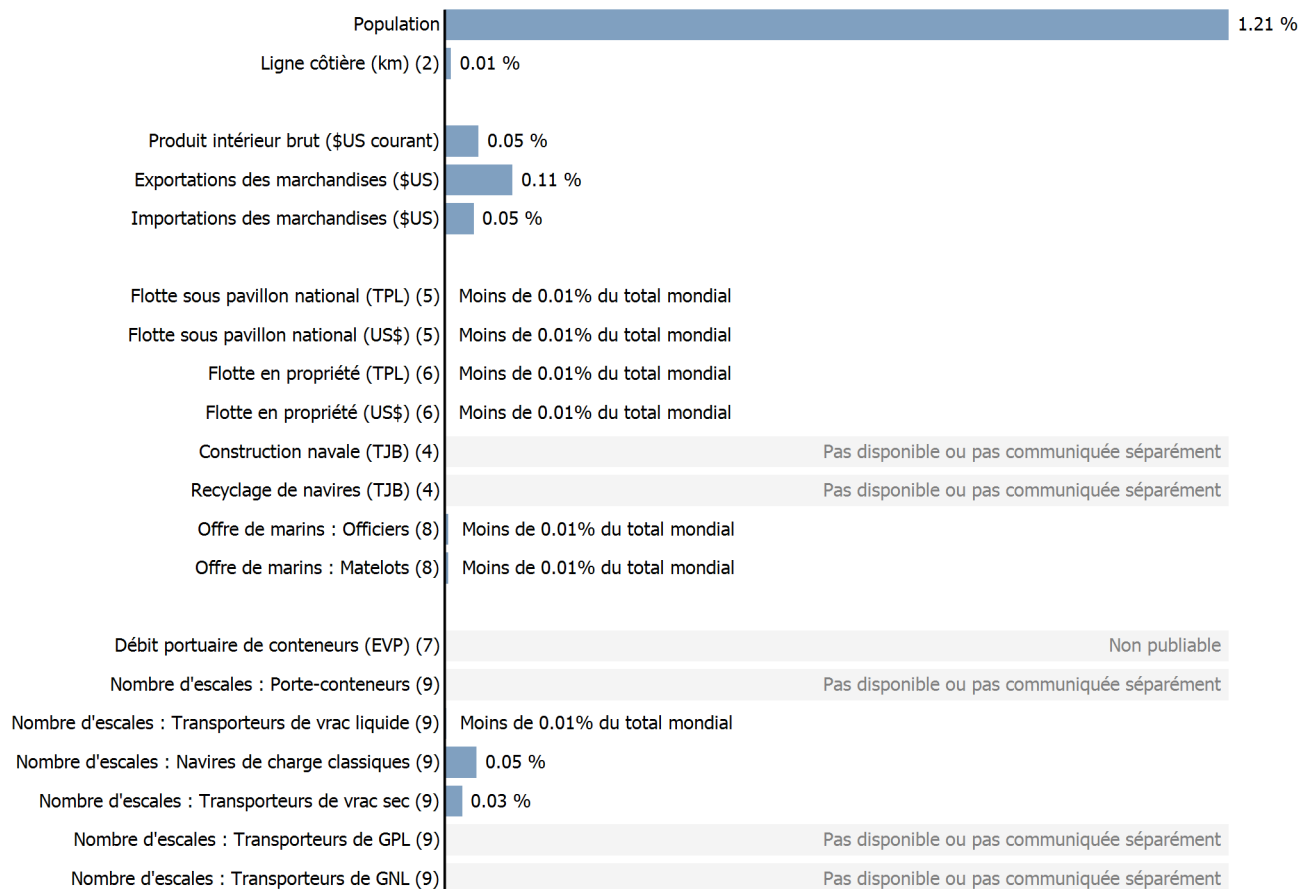 Population 1.21 %
Ligne côtière (km) (2) 0.01 %
Produit intérieur brut ($US courant) 0.05 %
Exportations des marchandises ($US) 0.11 %
Importations des marchandises ($US) 0.05 %
Flotte sous pavillon national (TPL) (5) Moins de 0.01% du total mondial
Flotte sous pavillon national (US$) (5) Moins de 0.01% du total mondial
Flotte en propriété (TPL) (6) Moins de 0.01% du total mondial
Flotte en propriété (US$) (6) Moins de 0.01% du total mondial
Construction navale (TJB) (4) Pas disponible ou pas communiquée séparément
Recyclage de navires (TJB) (4) Pas disponible ou pas communiquée séparément
Offre de marins : Officiers (8) Moins de 0.01% du total mondial
Offre de marins : Matelots (8) Moins de 0.01% du total mondial
Débit portuaire de conteneurs (EVP) (7) Non publiable
Nombre d'escales : Porte-conteneurs (9) Pas disponible ou pas communiquée séparément
Nombre d'escales : Transporteurs de vrac liquide (9) Moins de 0.01% du total mondial
Nombre d'escales : Navires de charge classiques (9) 0.05 %
Nombre d'escales : Transporteurs de vrac sec (9) 0.03 %
Nombre d'escales : Transporteurs de GPL (9) Pas disponible ou pas communiquée séparément
Nombre d'escales : Transporteurs de GNL (9) Pas disponible ou pas communiquée séparément